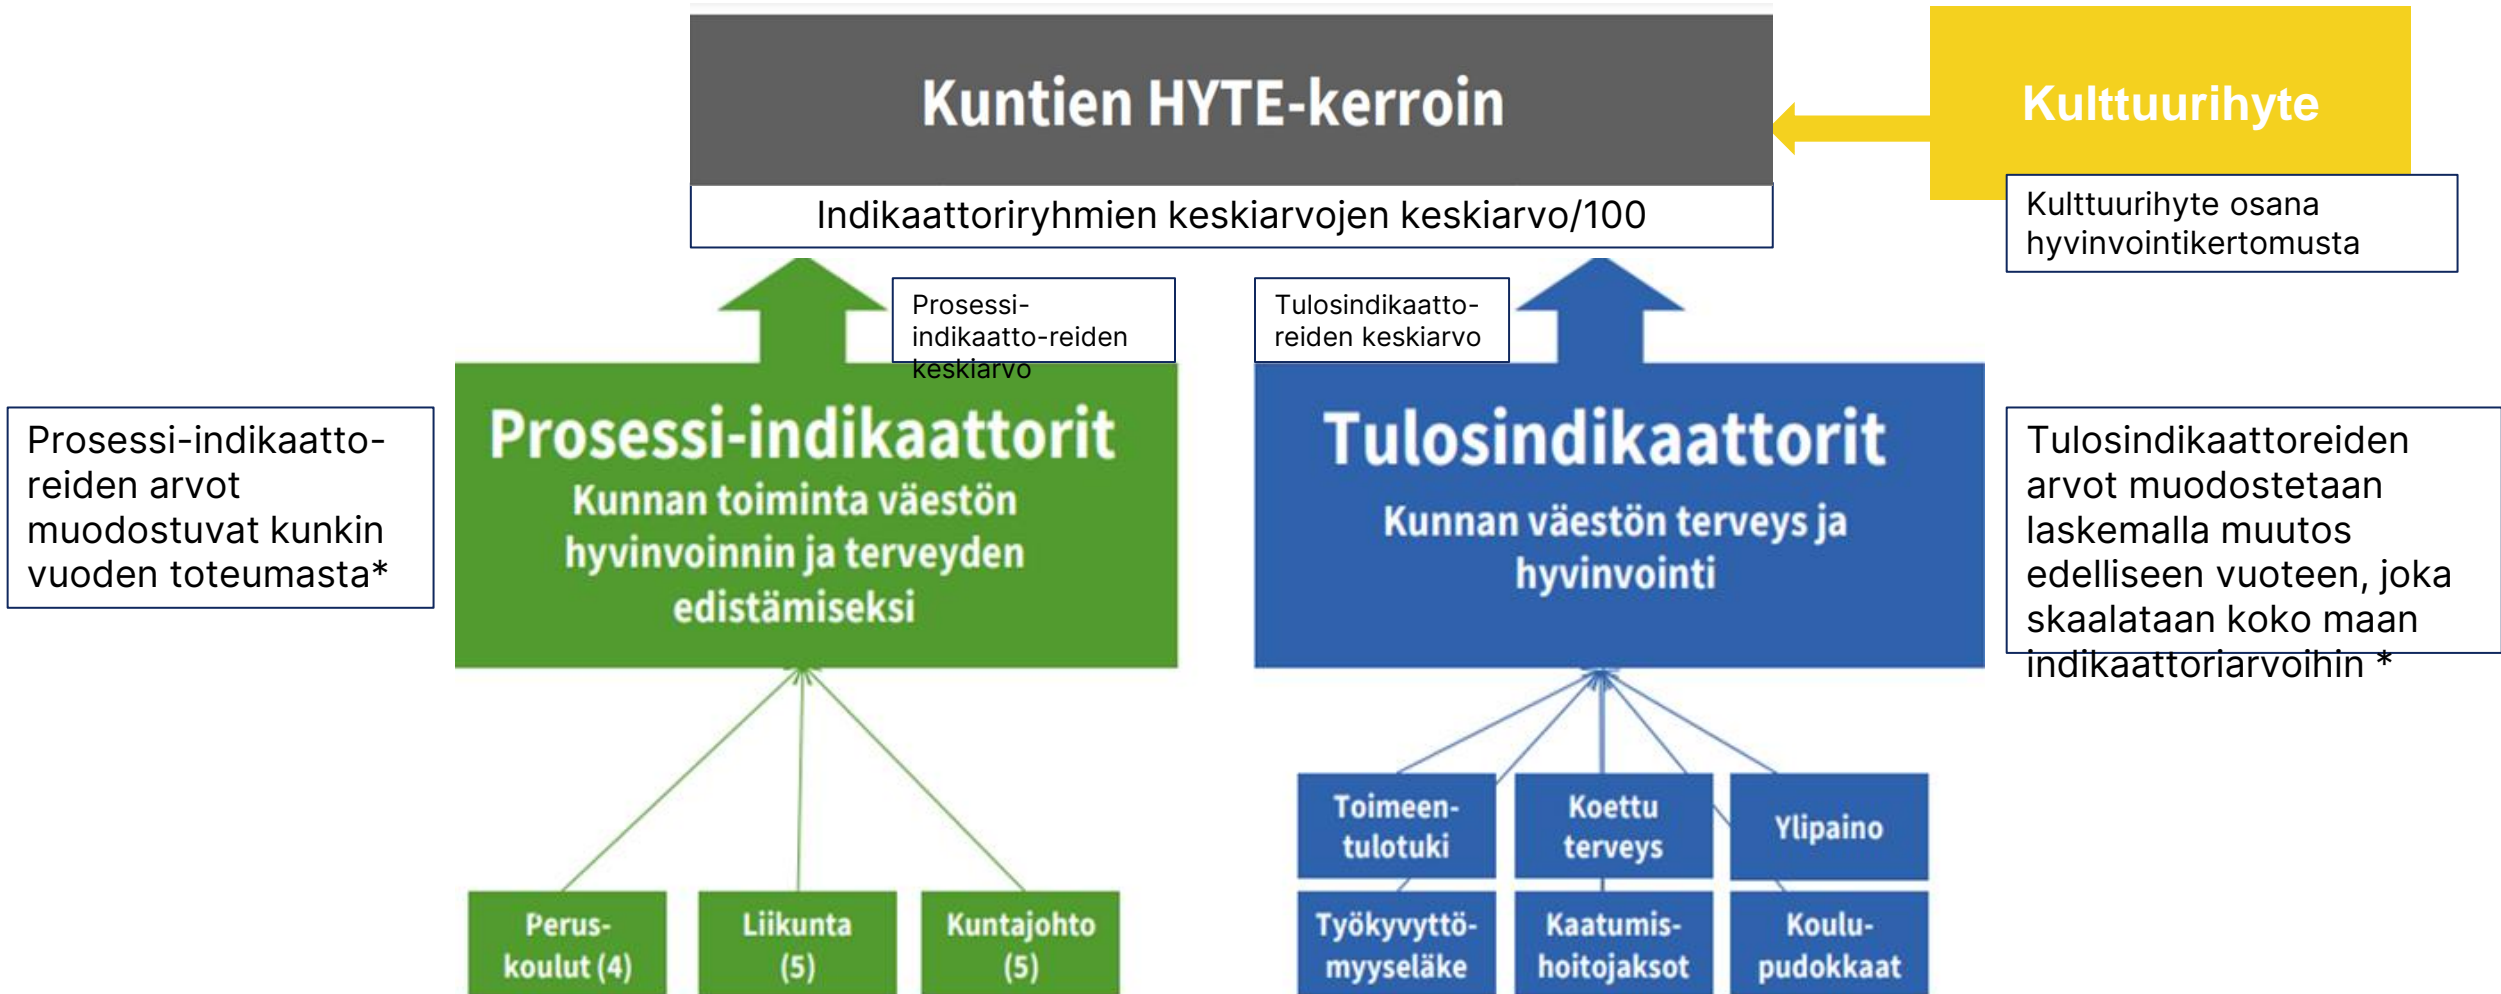 Kuntien HYTE-kerroin
Kulttuurihyte
Indikaattoriryhmien keskiarvojen keskiarvo/100
Kulttuurihyte osana
hyvinvointikertomusta
Prosessi-
indikaatto-reiden
keskiarvo
Tulosindikaatto-
reiden keskiarvo
Prosessi-indikaatto-
reiden arvot
muodostuvat kunkin
vuoden toteumasta*
Prosessi-indikaattorit
Kunnan toiminta väestön
hyvinvoinnin ja terveyden
edistämiseksi
Tulosindikaattorit
Kunnan väestön terveys ja
hyvinvointi
Tulosindikaattoreiden
arvot muodostetaan
laskemalla muutos
edelliseen vuoteen, joka
skaalataan koko maan
indikaattoriarvoihin *
Perus-
koulut (4)
Liikunta
(5)
Kuntajohto
(5)
Toimeen-
tulotuki
Koettu
terveys
Ylipaino
Työkyvyttö-
myyseläke
Kaatumis-
hoitojaksot
Koulu-
pudokkaat